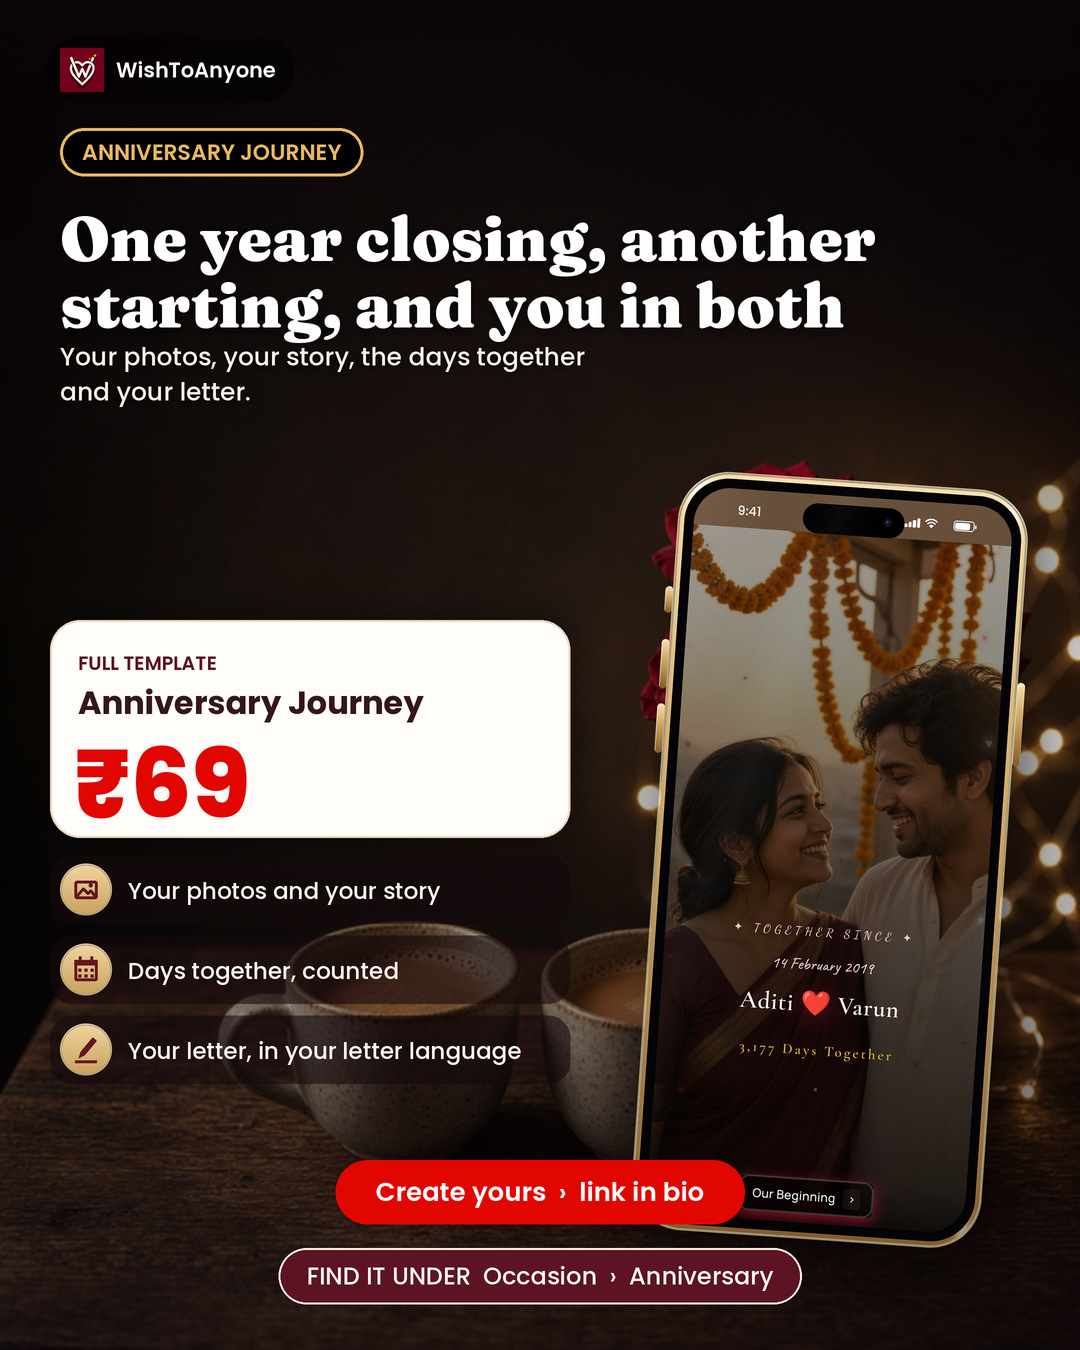 WishToAnyone
ANNIVERSARY JOURNEY
One year closing, another
starting, and you in both
Your photos, your story, the days together
and your letter.
FULL TEMPLATE
Anniversary Journey
₹69
Your photos and your story
Days together, counted
Your letter, in your letter language
9:41
✦ TOGETHER SINCE ✦
14 February 2019
Aditi ❤️ Varun
3,177 Days Together
Our Beginning ›
Create yours › link in bio
FIND IT UNDER Occasion › Anniversary